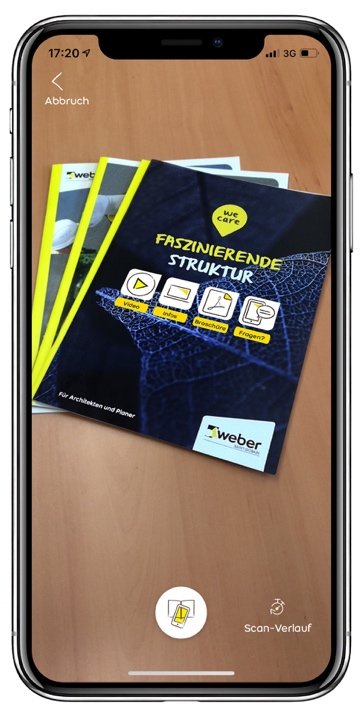 17:20
3G
Abbruch
web
we
care
FASZINIERENDE
STRUKTUR
Video
Infos
Broschüre
Fragen?
Für Architekten und Planer
weber
Scan-Verlauf